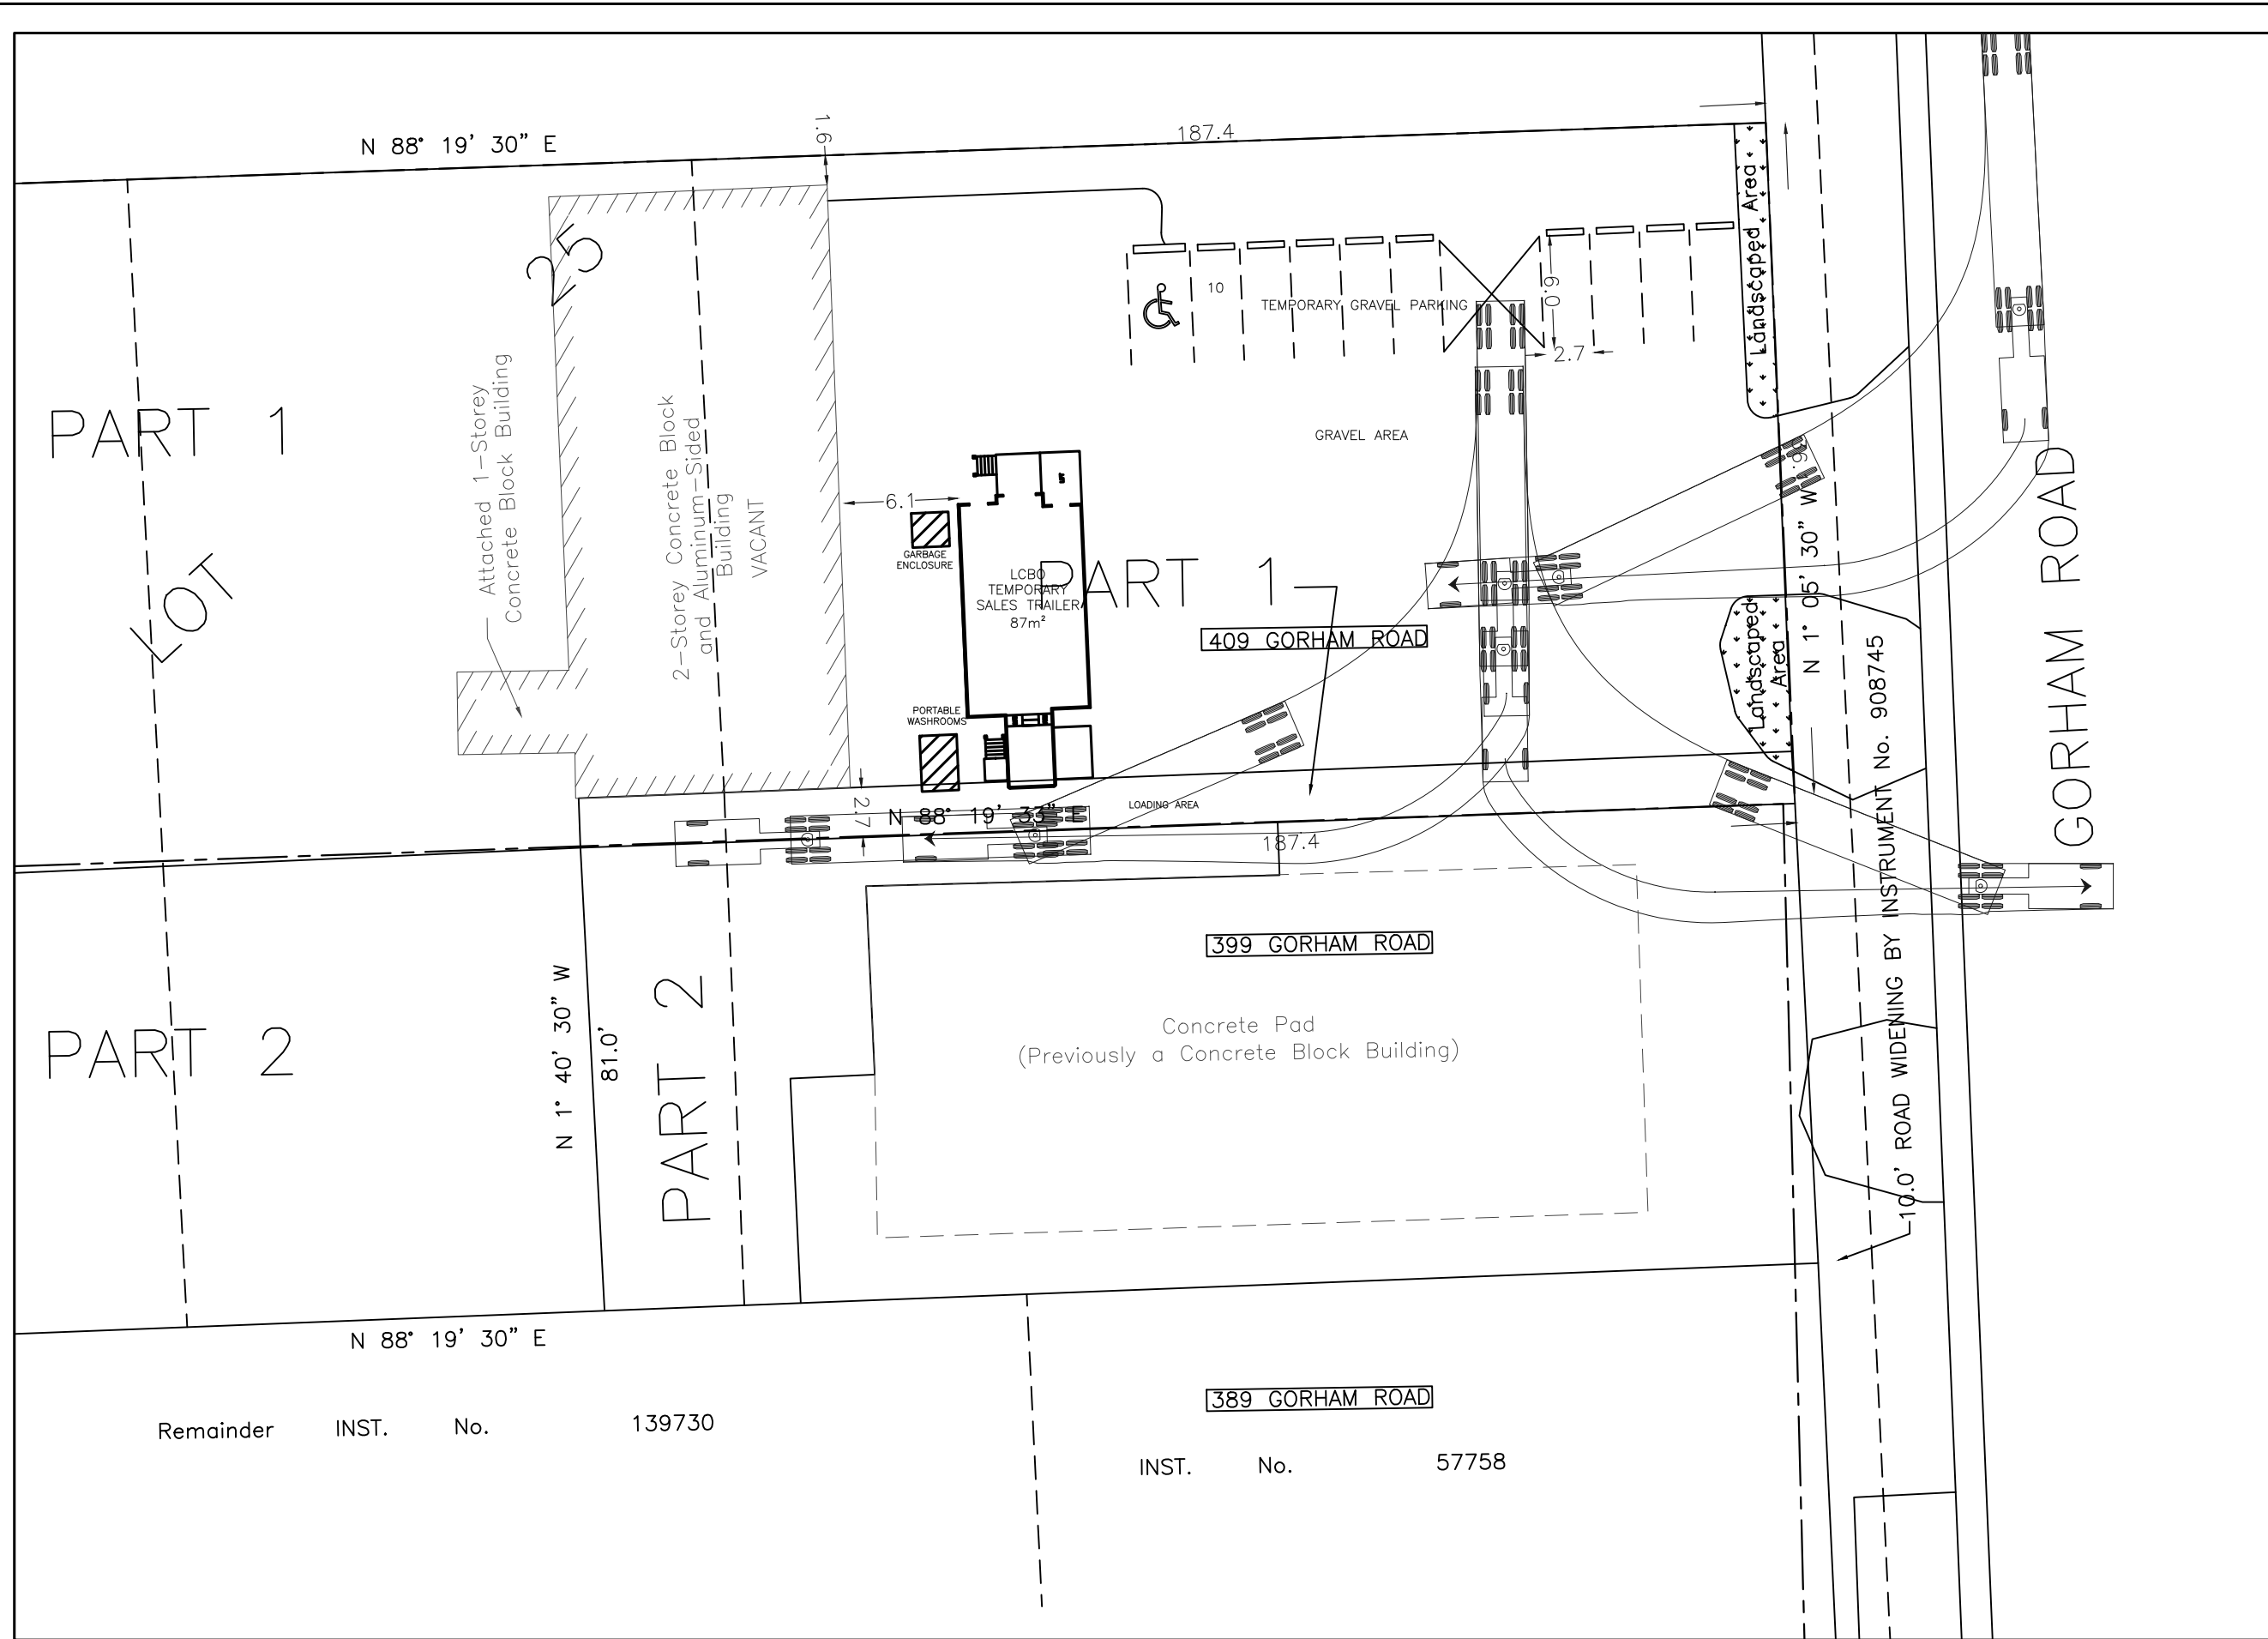 N 88° 19' 30" E
1.6
187.4
25
10
TEMPORARY GRAVEL PARKING
6.0
2.7
Landscaped Area
GRAVEL AREA
PART 1
Attached 1-Storey
Concrete Block Building
2-Storey Concrete Block
and Aluminum-Sided
Building
VACANT
6.1
GARBAGE
ENCLOSURE
LCBO
TEMPORARY
SALES TRAILER
87m²
PART 1
409 GORHAM ROAD
LOT
PORTABLE
WASHROOMS
Landscaped
Area
N 1° 05' 30" W
GORHAM ROAD
2.7
N 88° 19' 33" E
LOADING AREA
187.4
399 GORHAM ROAD
Concrete Pad
(Previously a Concrete Block Building)
PART 2
N 1° 40' 30" W
81.0'
PART 2
10.0' ROAD WIDENING BY INSTRUMENT No. 908745
N 88° 19' 30" E
389 GORHAM ROAD
Remainder INST. No. 139730
INST. No. 57758